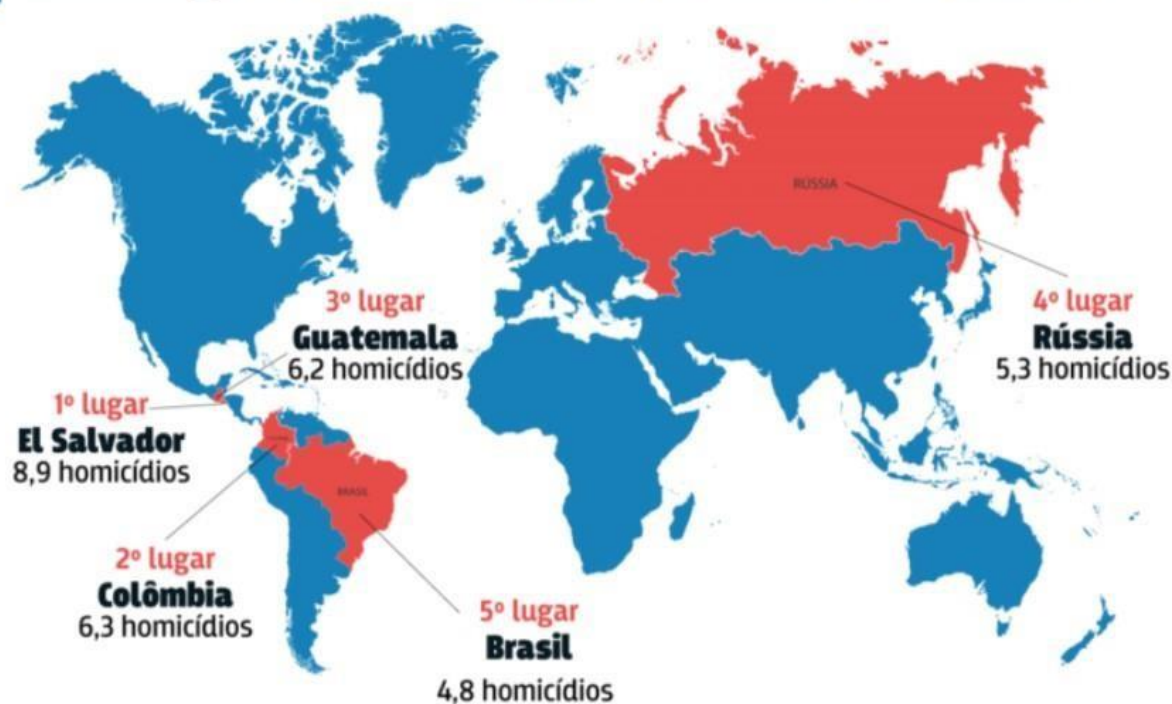 RÚSSIA
3º lugar
Guatemala
6,2 homicídios
4º lugar
Rússia
5,3 homicídios
1º lugar
El Salvador
8,9 homicídios
BRASIL
2º lugar
Colômbia
6,3 homicídios
5º lugar
Brasil
4,8 homicídios